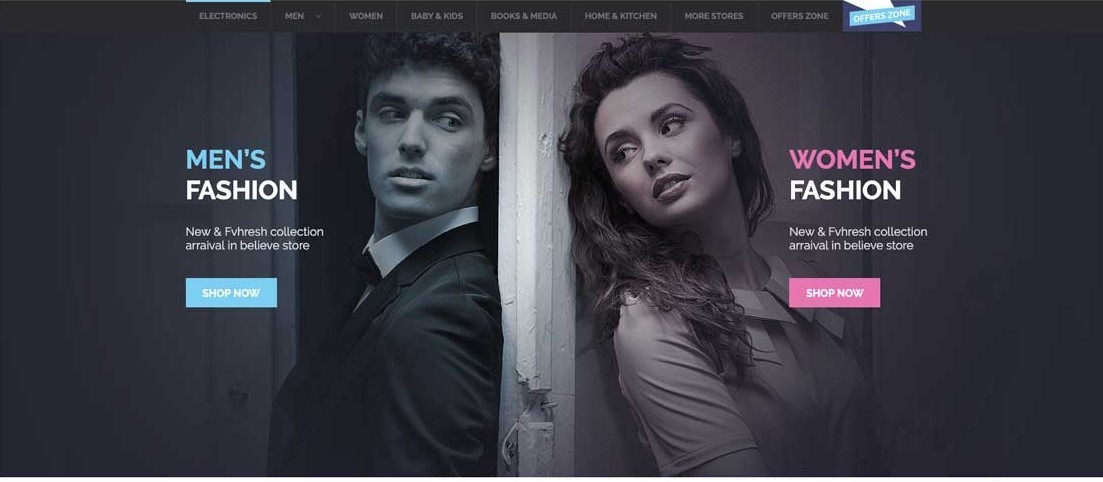 ELECTRONICS MEN WOMEN BABY & KIDS BOOKS & MEDIA HOME & KITCHEN MORE STORES OFFERS ZONE OFFERS ZONE
MEN'S
FASHION
New & Fvhresh collection
arraival in believe store
SHOP NOW
WOMEN'S
FASHION
New & Fvhresh collection
arraival in believe store
SHOP NOW